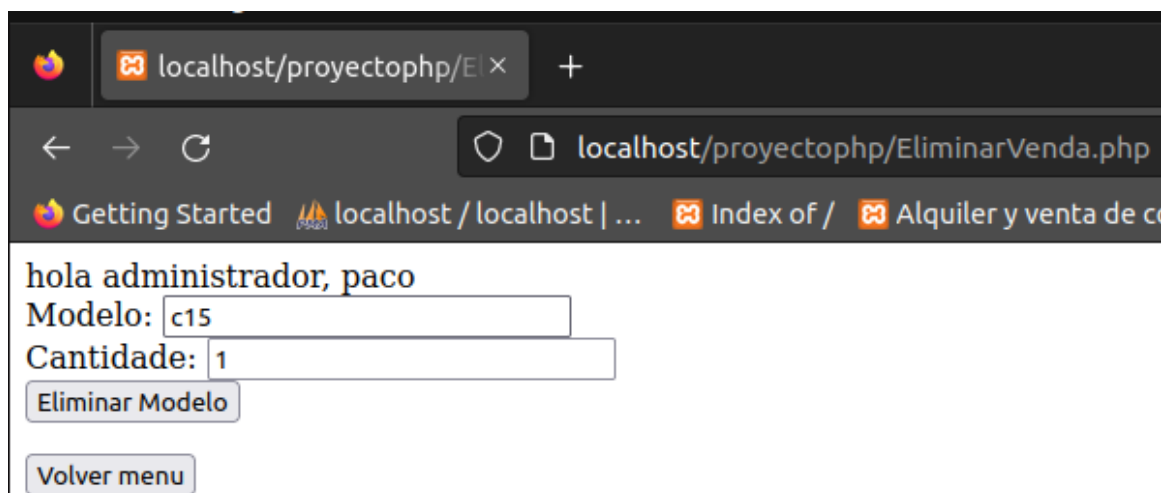 localhost/proyectophp/El
localhost/proyectophp/EliminarVenda.php
Getting Started localhost / localhost | ... Index of / Alquiler y venta de co
hola administrador, paco
Modelo: c15
Cantidade: 1
Eliminar Modelo
Volver menu